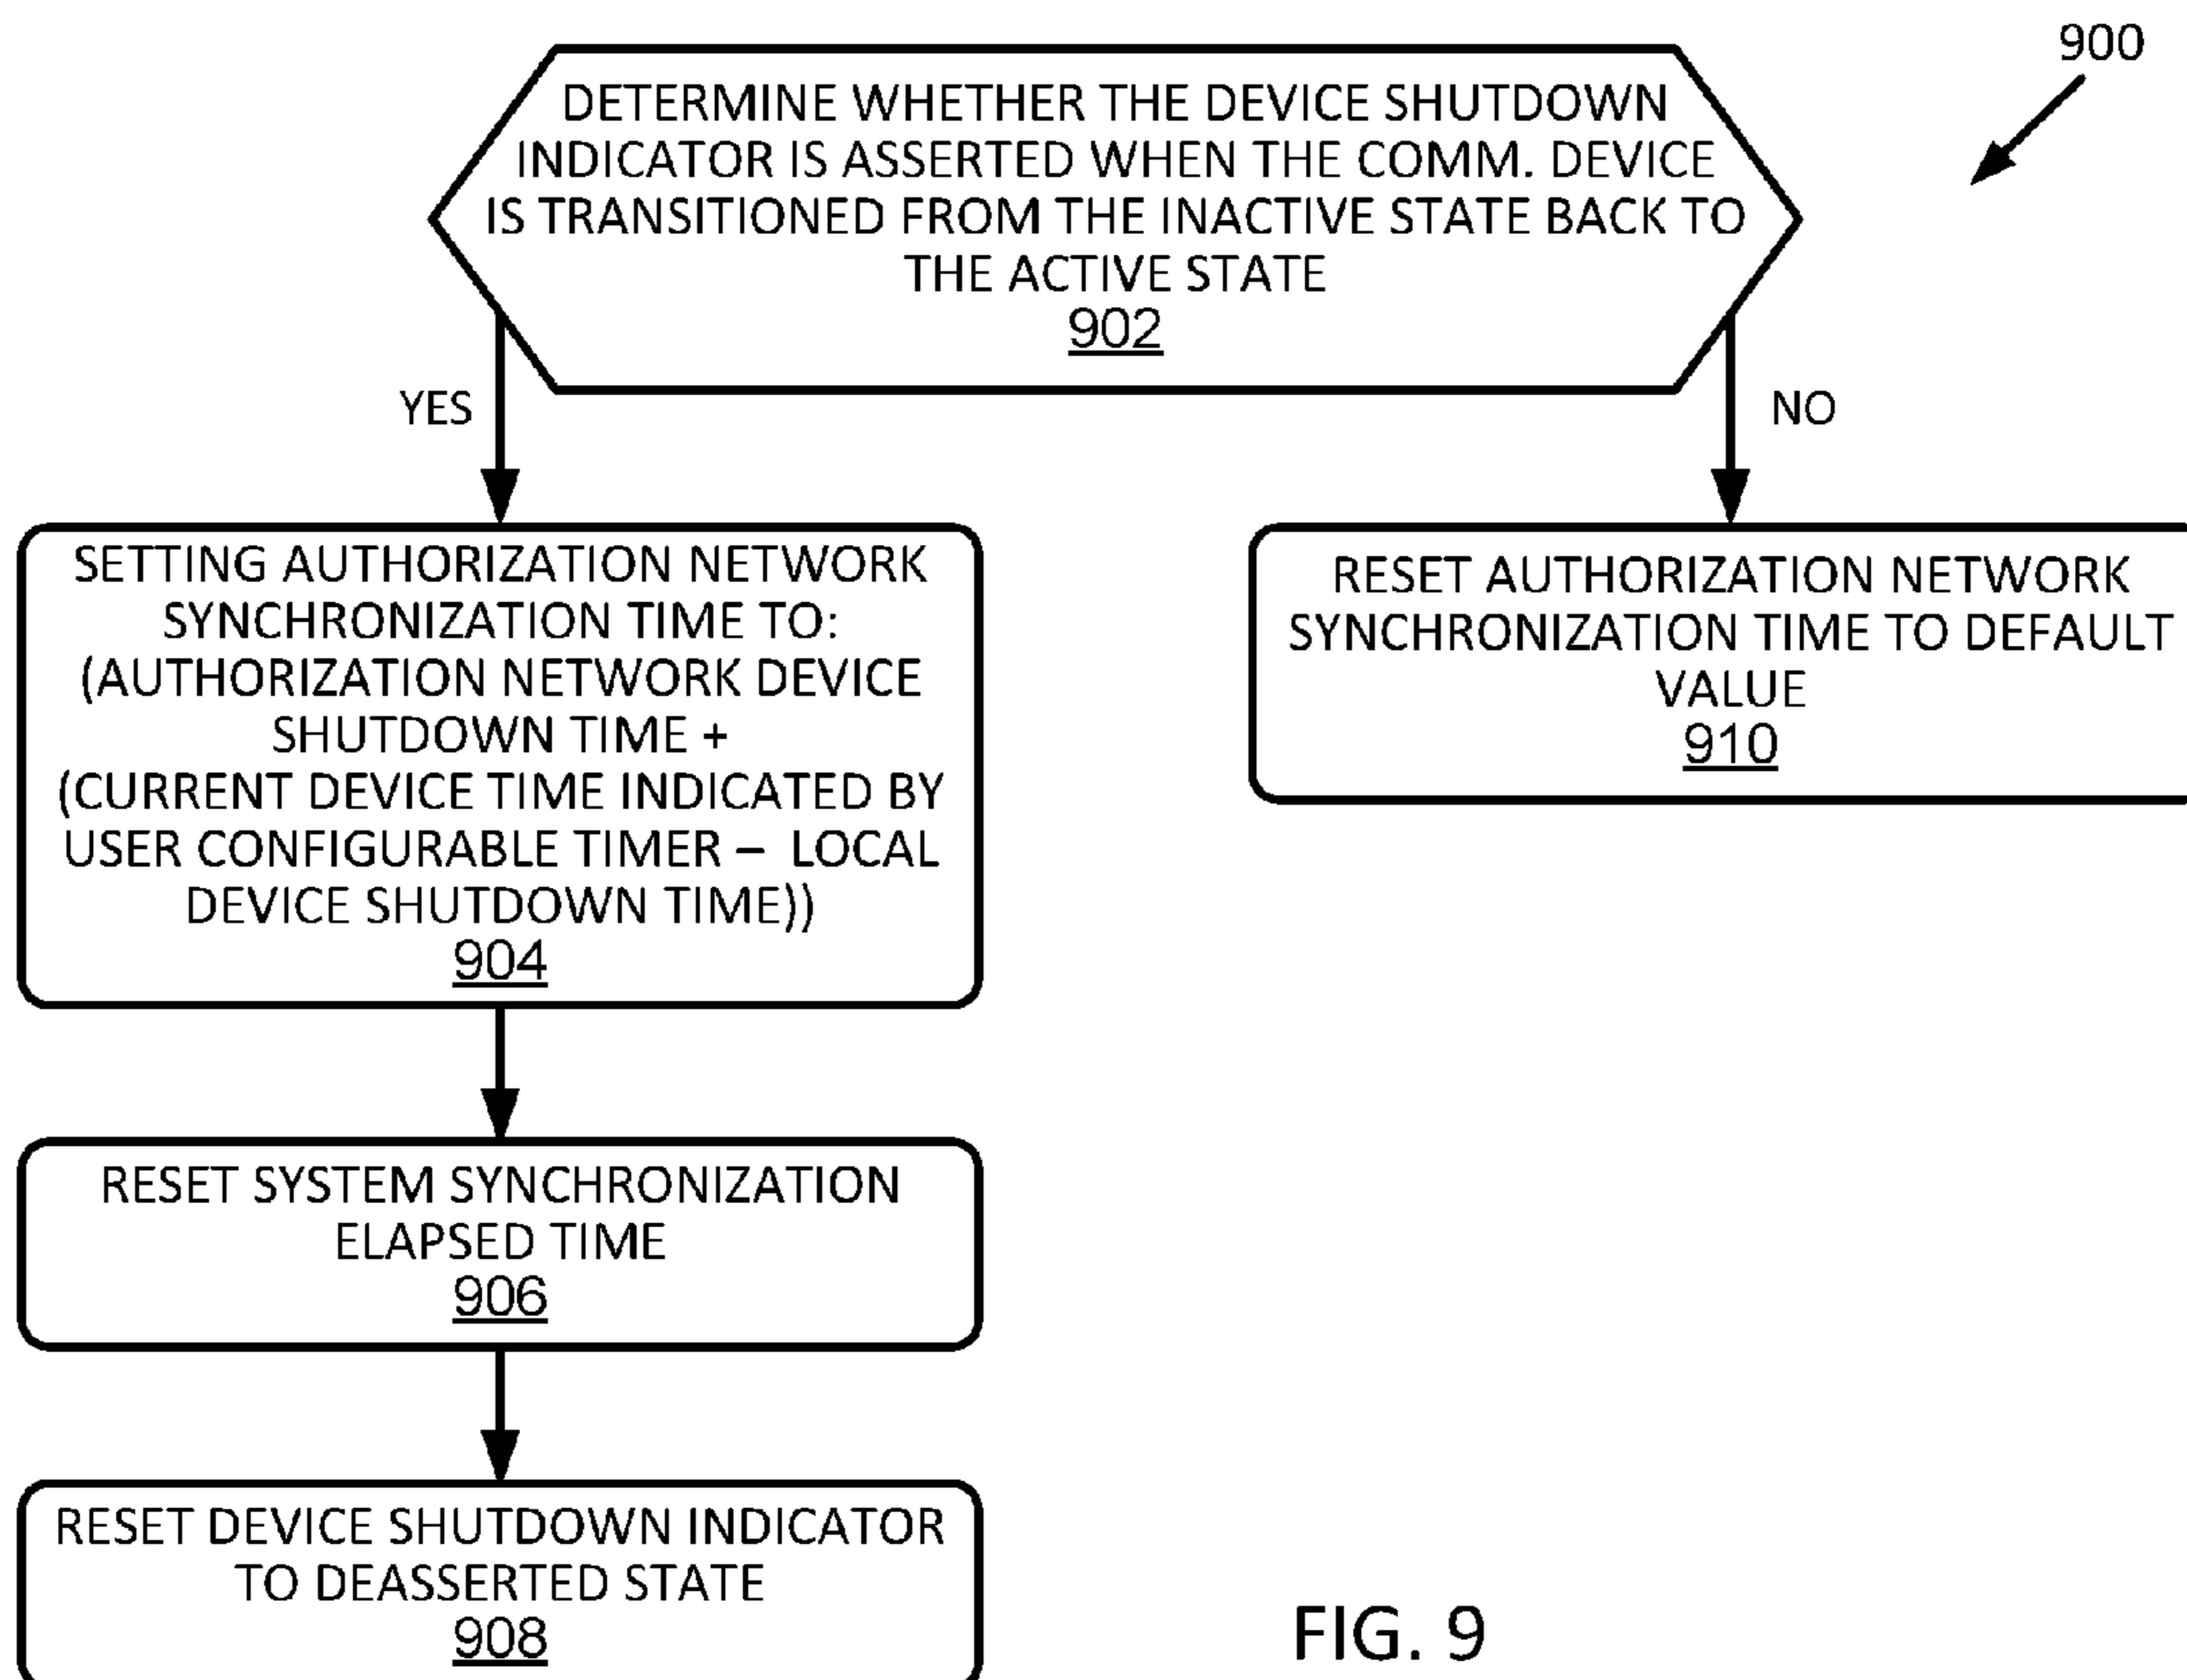 900
DETERMINE WHETHER THE DEVICE SHUTDOWN
INDICATOR IS ASSERTED WHEN THE COMM. DEVICE
IS TRANSITIONED FROM THE INACTIVE STATE BACK TO
THE ACTIVE STATE
902
YES
NO
SETTING AUTHORIZATION NETWORK
SYNCHRONIZATION TIME TO:
(AUTHORIZATION NETWORK DEVICE
SHUTDOWN TIME +
(CURRENT DEVICE TIME INDICATED BY
USER CONFIGURABLE TIMER – LOCAL
DEVICE SHUTDOWN TIME))
904
RESET AUTHORIZATION NETWORK
SYNCHRONIZATION TIME TO DEFAULT
VALUE
910
RESET SYSTEM SYNCHRONIZATION
ELAPSED TIME
906
RESET DEVICE SHUTDOWN INDICATOR
TO DEASSERTED STATE
908
FIG. 9